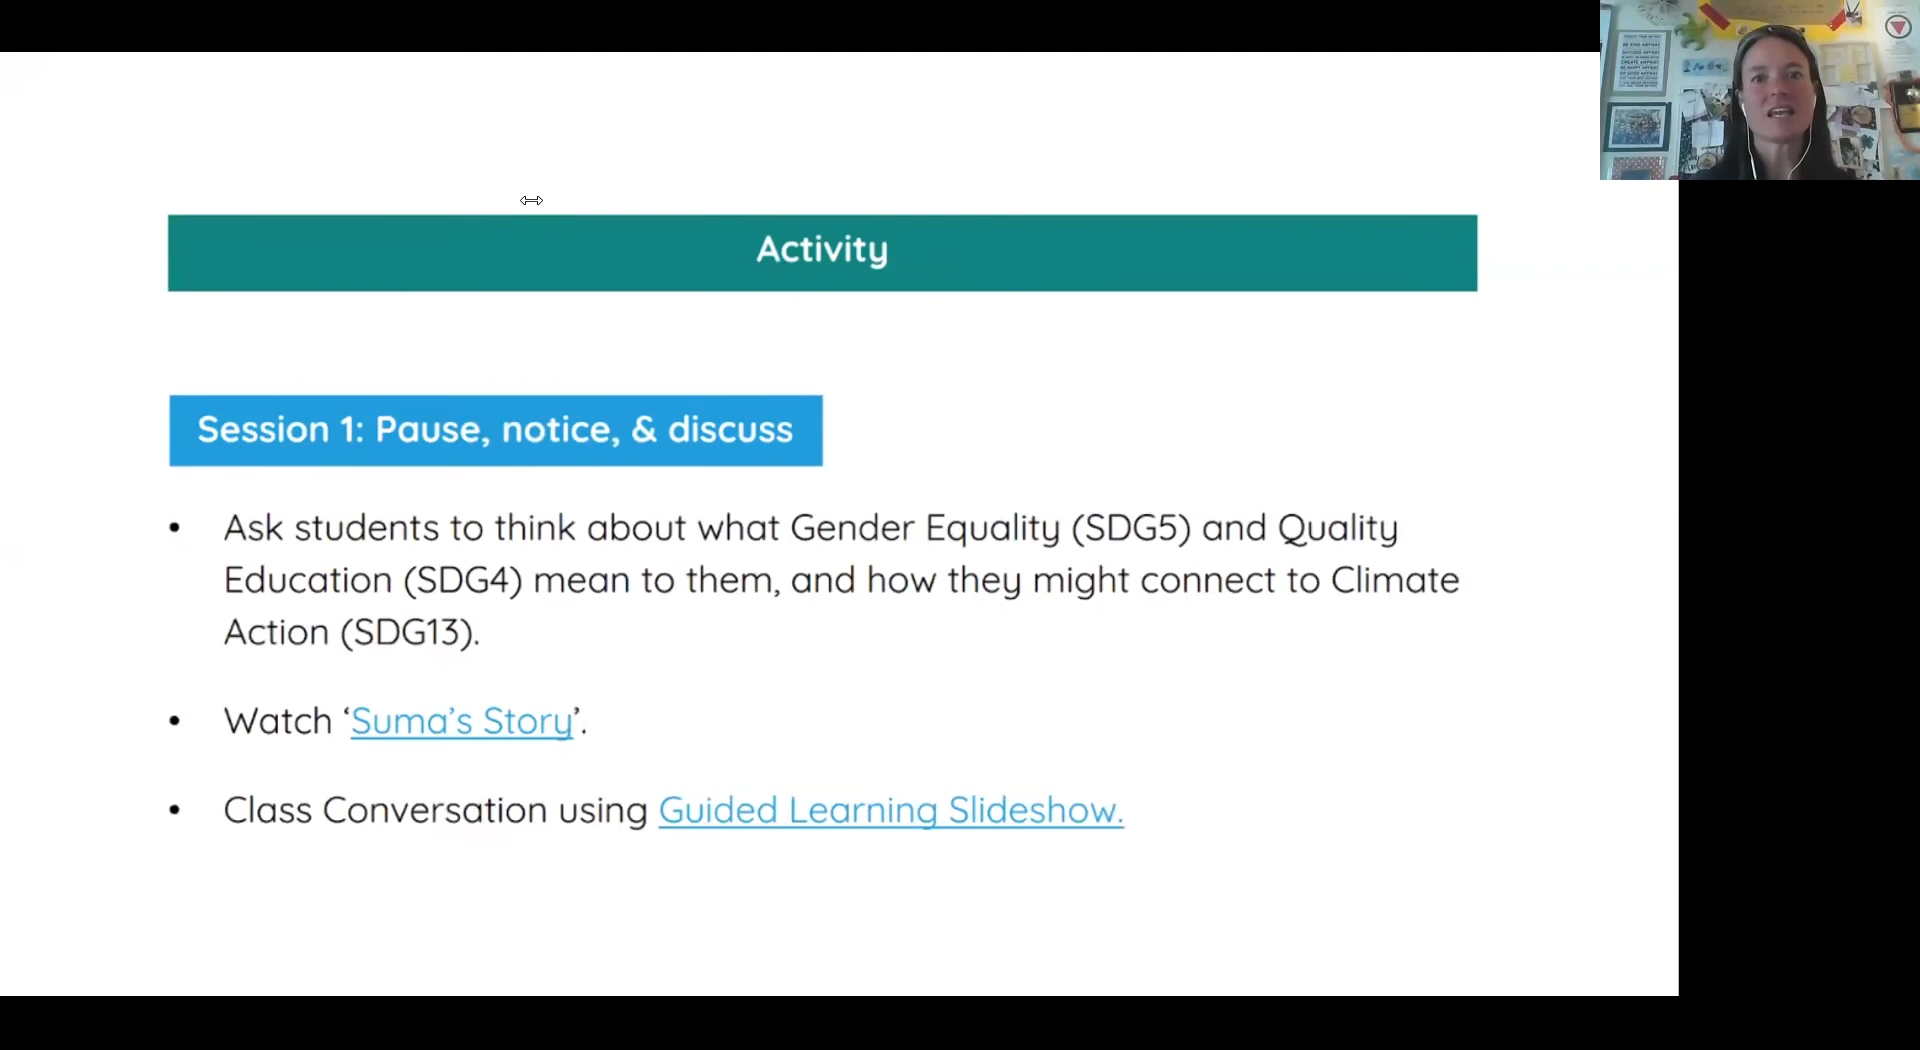 Activity
Session 1: Pause, notice, & discuss
• Ask students to think about what Gender Equality (SDG5) and Quality
Education (SDG4) mean to them, and how they might connect to Climate
Action (SDG13).
• Watch ‘Suma’s Story’.
• Class Conversation using Guided Learning Slideshow.